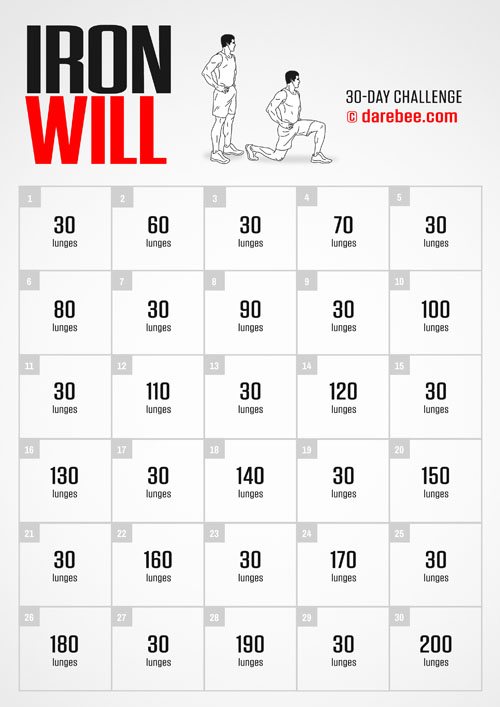 IRON
WILL
30-DAY CHALLENGE
© darebee.com
1 2 3 4 5
30 60 30 70 30
lunges lunges lunges lunges lunges
6 7 8 9 10
80 30 90 30 100
lunges lunges lunges lunges lunges
11 12 13 14 15
30 110 30 120 30
lunges lunges lunges lunges lunges
16 17 18 19 20
130 30 140 30 150
lunges lunges lunges lunges lunges
21 22 23 24 25
30 160 30 170 30
lunges lunges lunges lunges lunges
26 27 28 29 30
180 30 190 30 200
lunges lunges lunges lunges lunges